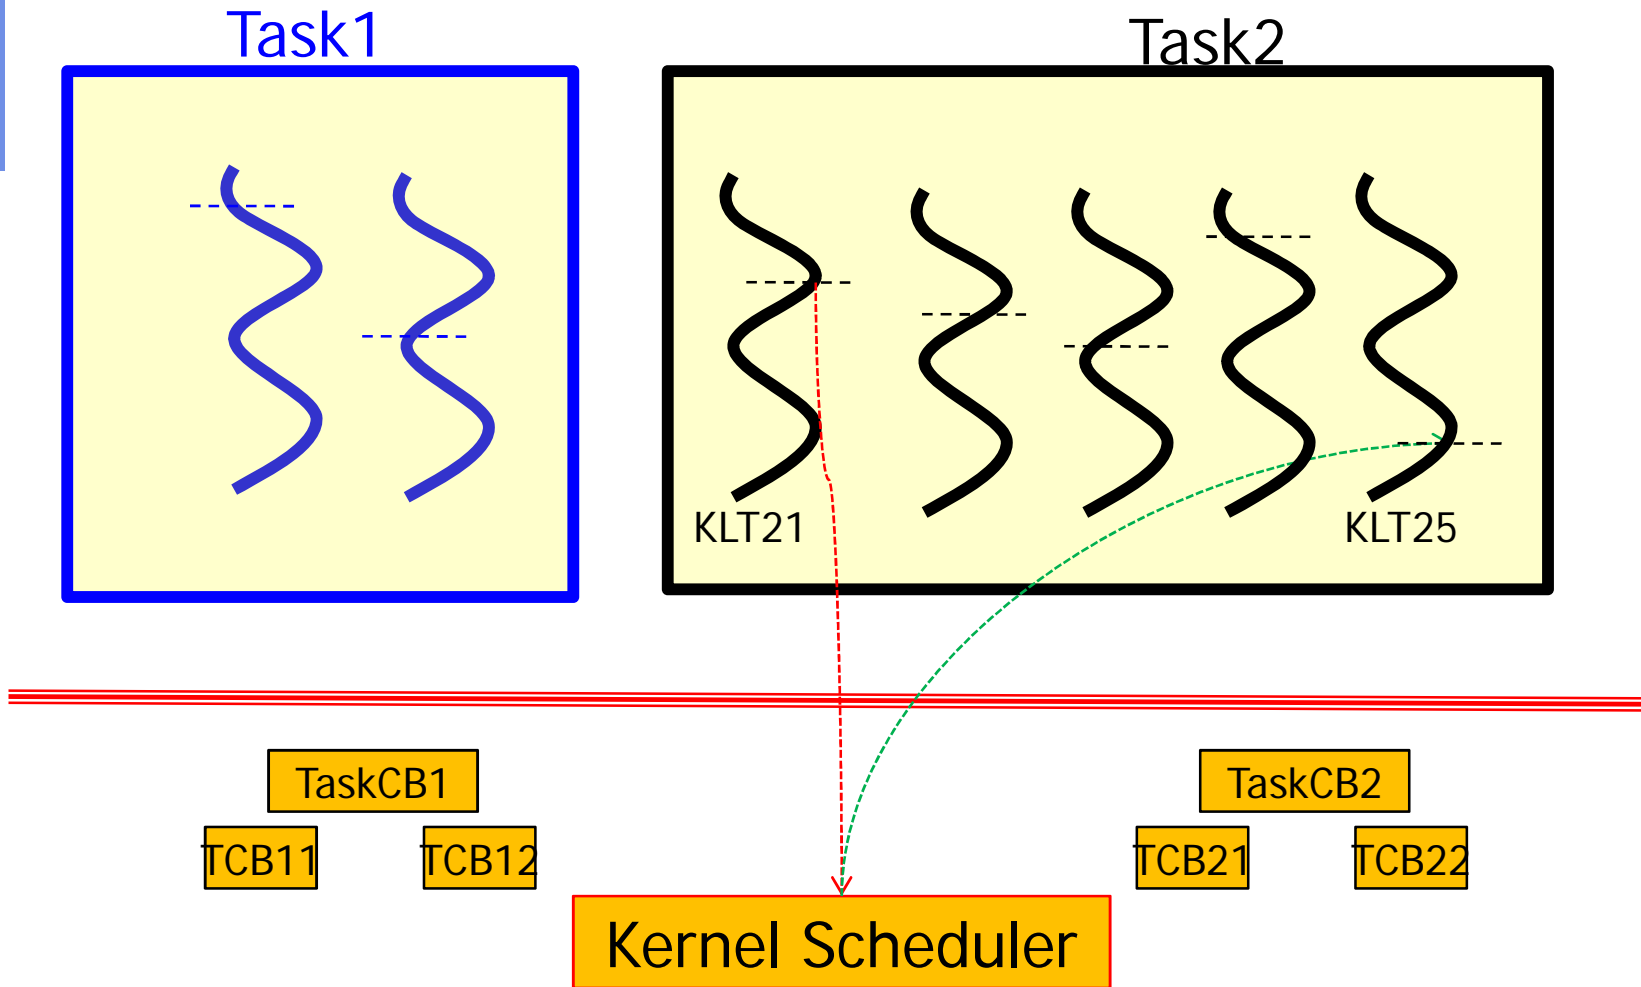 Task1
Task2
KLT21
KLT25
TaskCB1
TaskCB2
TCB11
TCB12
TCB21
TCB22
Kernel Scheduler